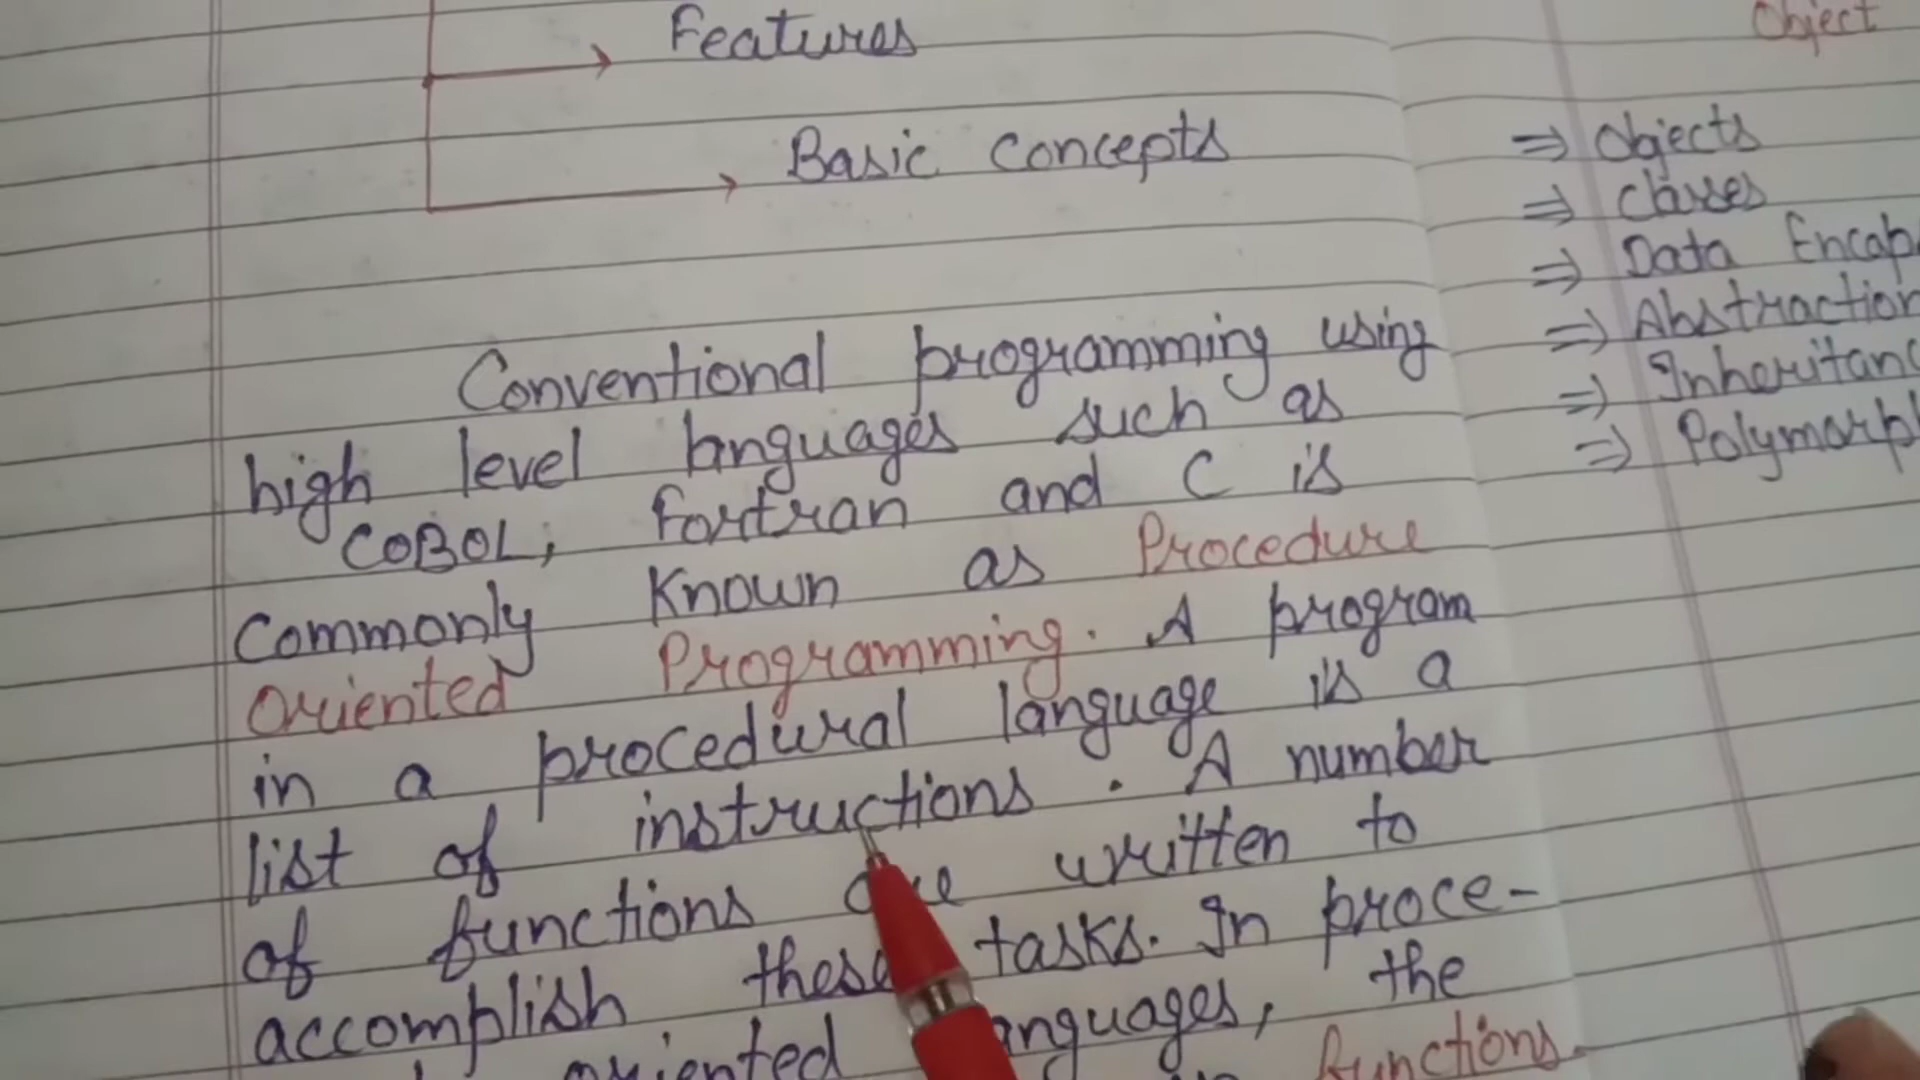 Features
Basic Concepts
Conventional programming using
high level languages such as
COBOL, Fortran and C is
Commonly Known as Procedure
Oriented Programming. A program
in a procedural language is a
list of instructions. A number
of functions are written to
accomplish these tasks. In proce-
oriented languages, the
functions
Object
⇒ Objects
⇒ Classes
⇒ Data Encap
⇒ Abstraction
⇒ Inheritanc
⇒ Polymorph